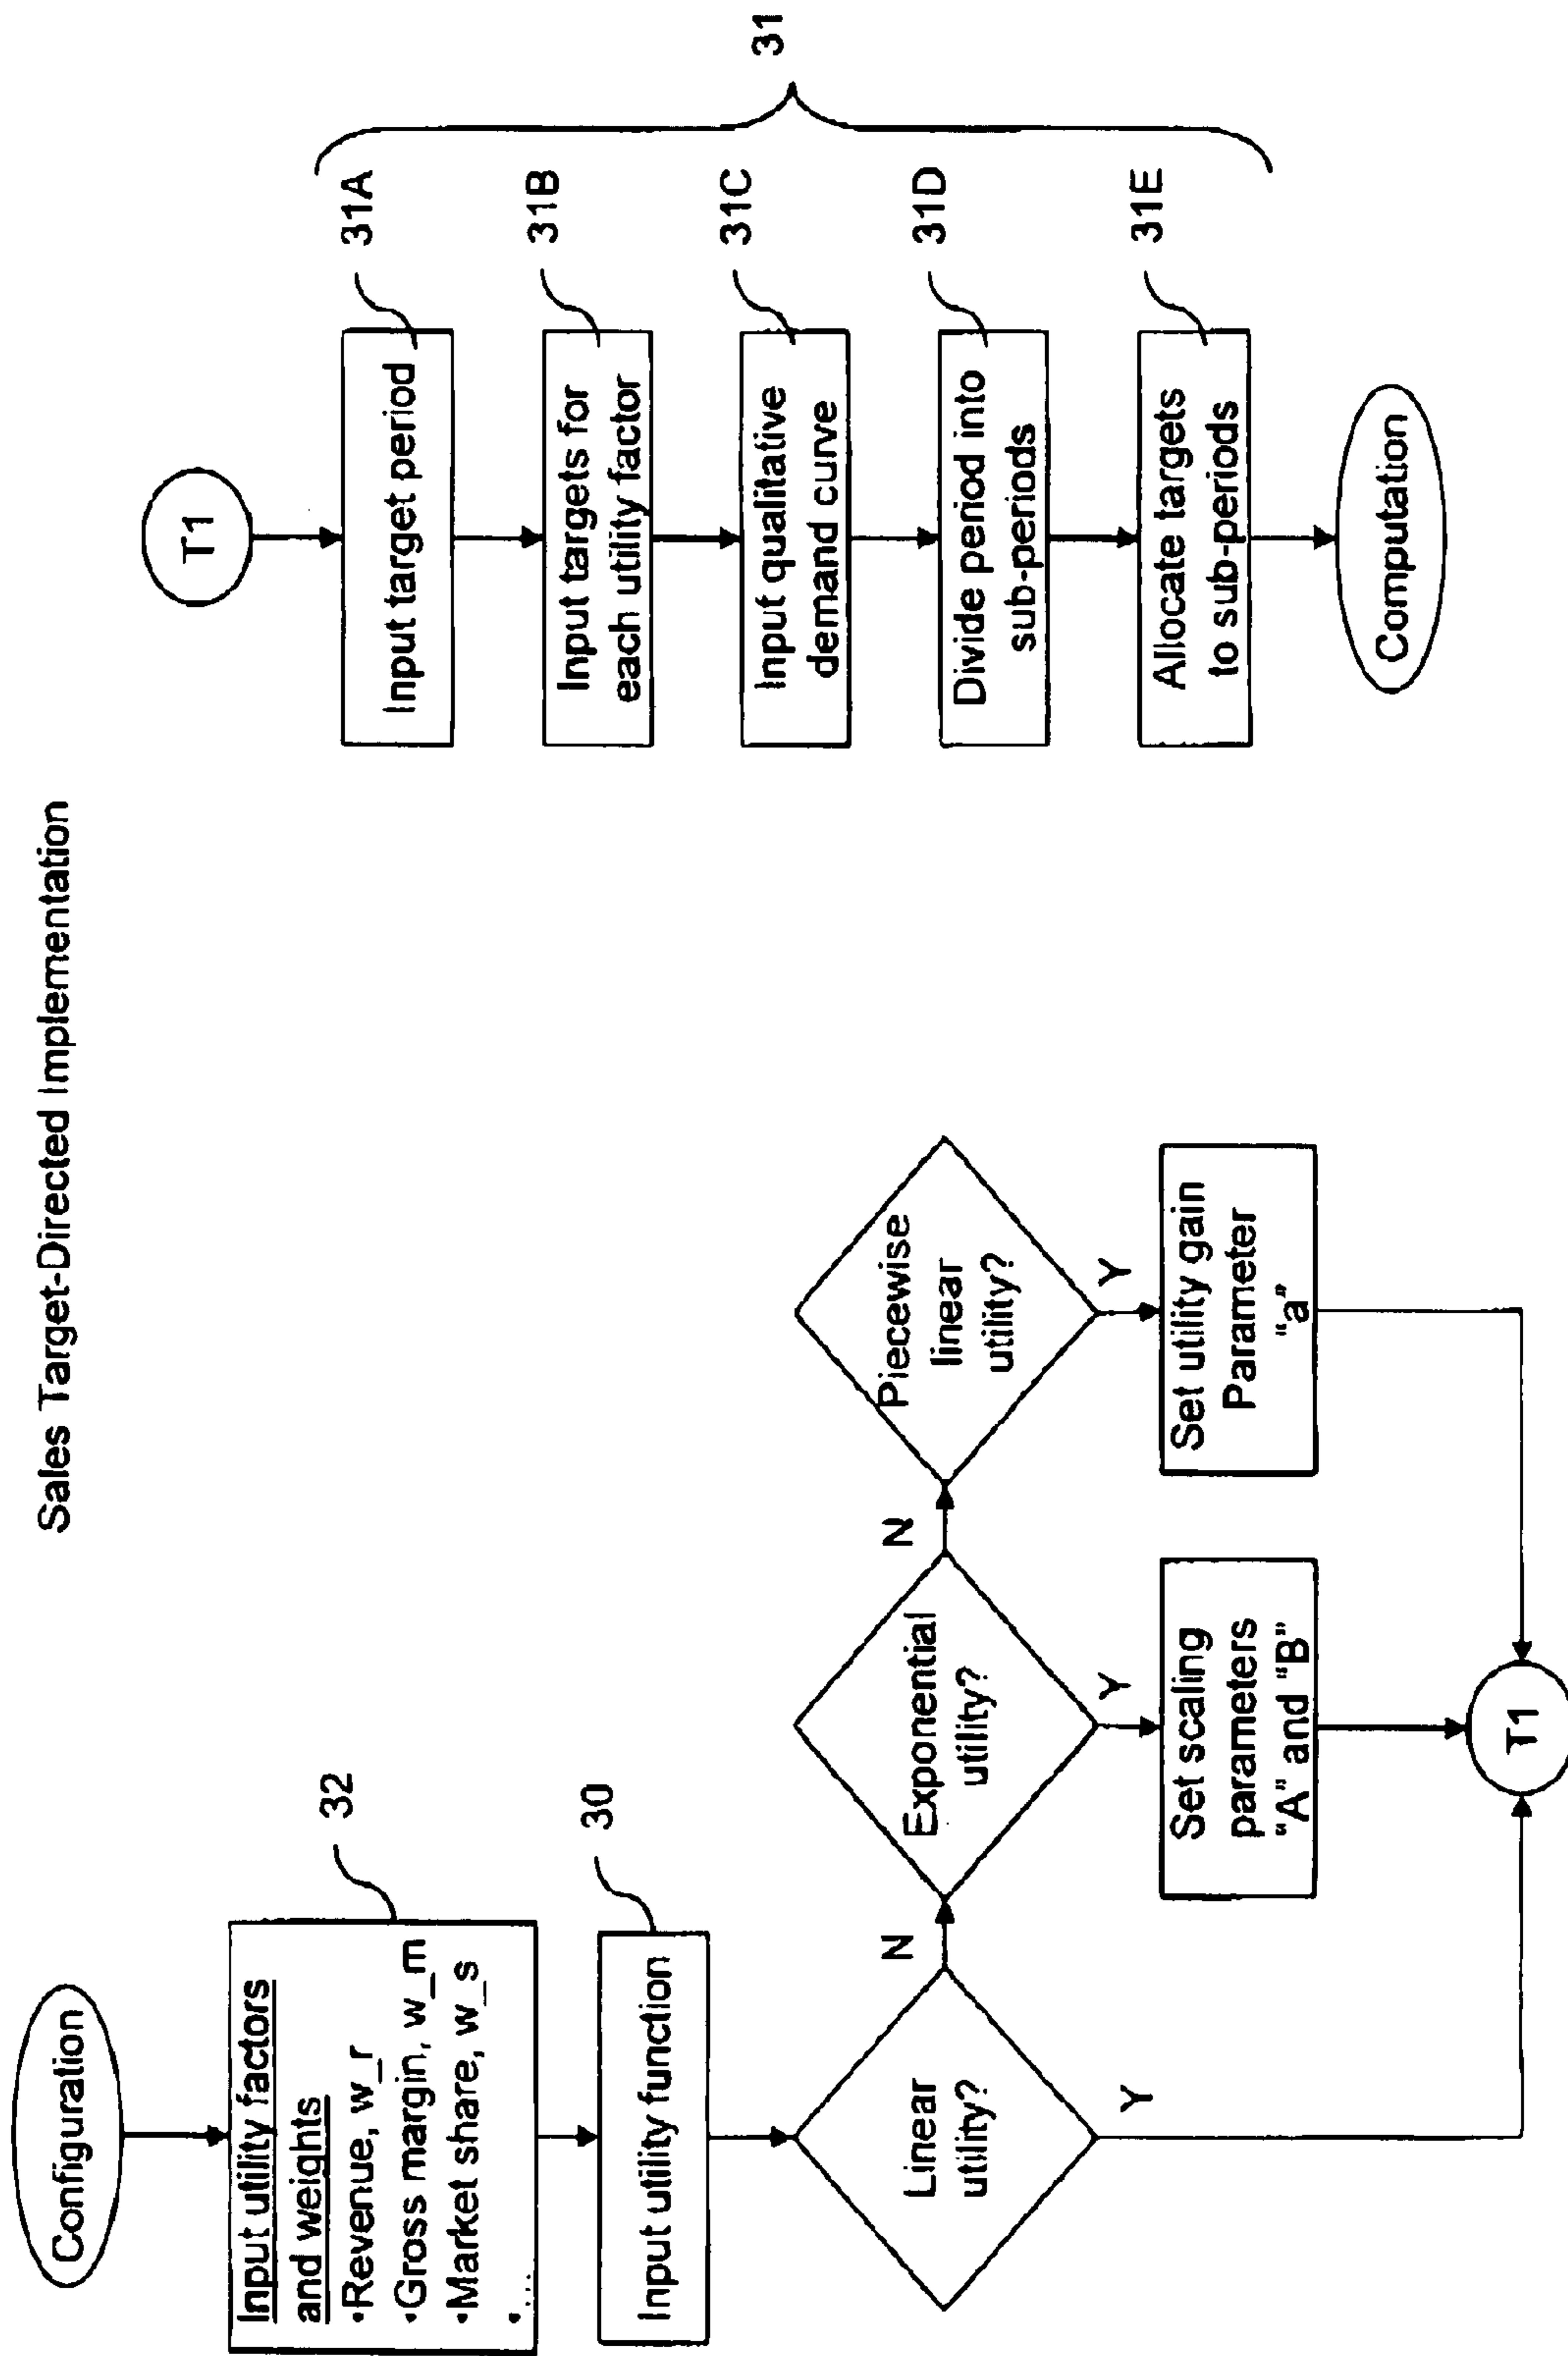 Sales Target-Directed Implementation
Configuration
Input utility factors
and weights
•Revenue, w_r
•Gross margin, w_m
•Market share, w_s
•...
32
Input utility function
30
Linear
utility?
N
Y
Exponential
utility?
N
Y
Piecewise
linear
utility?
Y
Set scaling
parameters
“A” and “B”
Set utility gain
Parameter
“a”
T1
T1
Input target period
31A
Input targets for
each utility factor
31B
Input qualitative
demand curve
31C
Divide period into
sub-periods
31D
Allocate targets
to sub-periods
31E
Computation
31